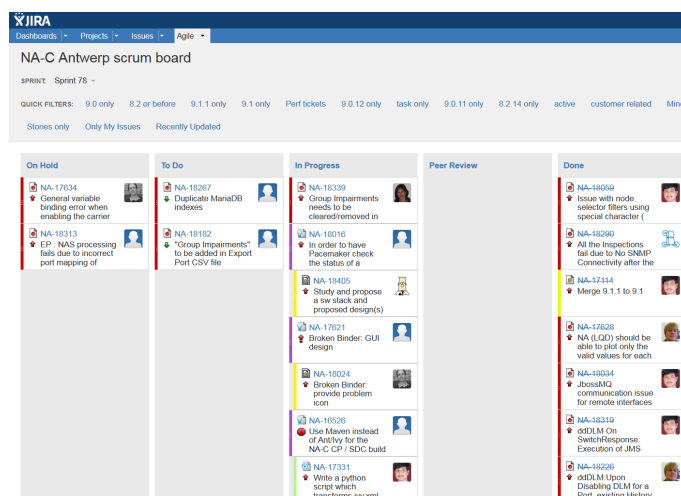 XJIRA
Dashboards Projects Issues Agile
NA-C Antwerp scrum board
SPRINT: Sprint 78
QUICK FILTERS: 9.0 only 8.2 or before 9.1.1 only 9.1 only Perf tickets 9.0.12 only task only 9.0.11 only 8.2.14 only active customer related
Stories only Only My Issues Recently Updated
On Hold
NA-17634
General variable
binding error when
enabling the carrier
NA-18313
EP : NAS processing
fails due to incorrect
port mapping of
To Do
NA-18267
Duplicate MariaDB
indexes
NA-18182
"Group Impairments"
to be added in Export
Port CSV file
In Progress
NA-18339
Group Impairments
needs to be
cleared/removed in
NA-18016
In order to have
Pacemaker check
the status of a
NA-18405
Study and propose
a sw stack and
proposed design(s)
NA-17621
Broken Binder: GUI
design
NA-18024
Broken Binder:
provide problem
icon
NA-16526
Use Maven instead
of Ant/Ivy for the
NA-C CP / SDC build
NA-17331
Write a python
script which
transforms ivy.xml
Peer Review
Done
NA-18059
Issue with node
selector filters using
special character (
NA-18290
All the Inspections
fail due to No SNMP
Connectivity after the
NA-17114
Merge 9.1.1 to 9.1
NA-17628
NA (LQD) should be
able to plot only the
valid values for each
NA-18034
JbossMQ
communication issue
for remote interfaces
NA-18319
ddDLM On
SwitchResponse:
Execution of JMS
NA-18226
ddDLM:Upon
Disabling DLM for a
Port, existing History